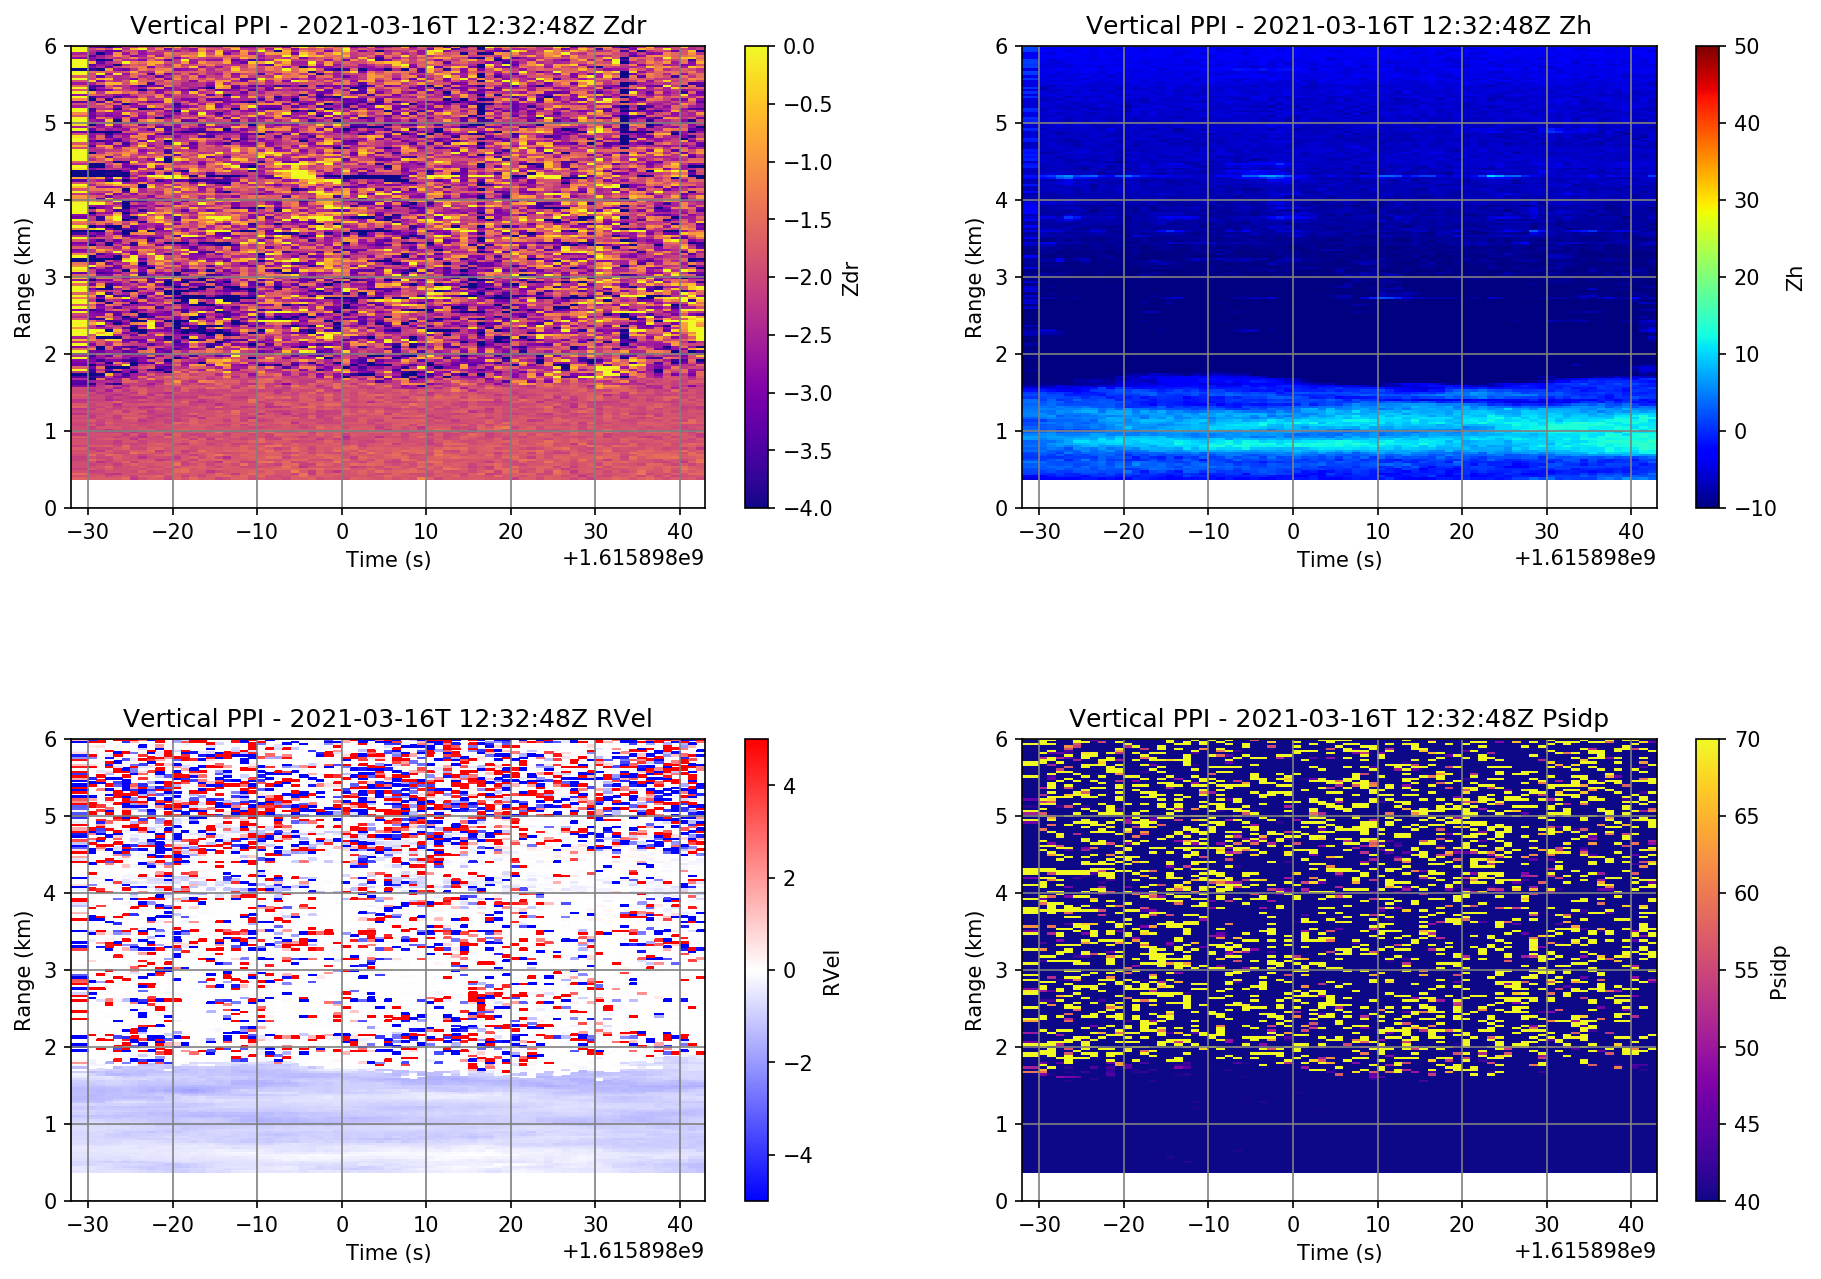 Vertical PPI - 2021-03-16T 12:32:48Z Zdr
6
5
4
3
2
1
0
Range (km)
−30 −20 −10 0 10 20 30 40
Time (s)
+1.615898e9
0.0
−0.5
−1.0
−1.5
−2.0
−2.5
−3.0
−3.5
−4.0
Zdr
Vertical PPI - 2021-03-16T 12:32:48Z Zh
6
5
4
3
2
1
0
Range (km)
−30 −20 −10 0 10 20 30 40
Time (s)
+1.615898e9
50
40
30
20
10
0
−10
Zh
Vertical PPI - 2021-03-16T 12:32:48Z RVel
6
5
4
3
2
1
0
Range (km)
−30 −20 −10 0 10 20 30 40
Time (s)
+1.615898e9
4
2
0
−2
−4
RVel
Vertical PPI - 2021-03-16T 12:32:48Z Psidp
6
5
4
3
2
1
0
Range (km)
−30 −20 −10 0 10 20 30 40
Time (s)
+1.615898e9
70
65
60
55
50
45
40
Psidp